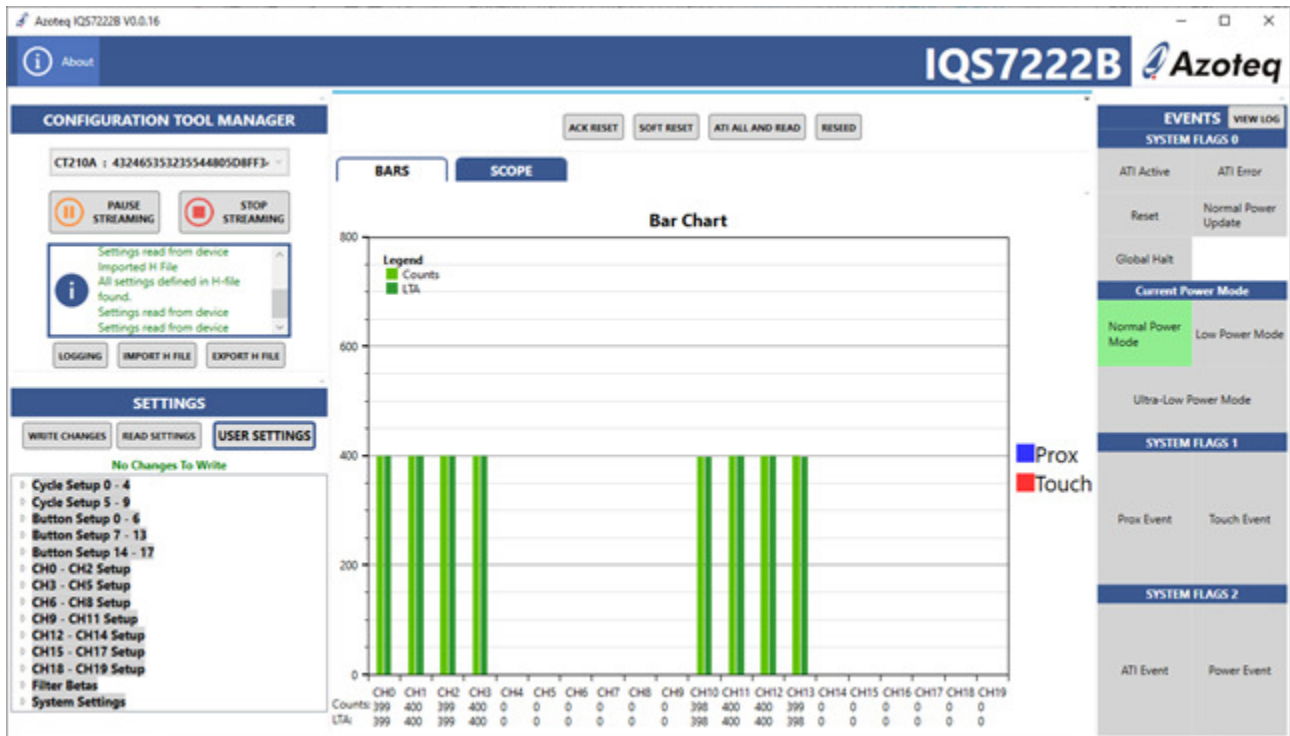 Azoteq IQS7222B V0.0.16
About
IQS7222B
Azoteq
CONFIGURATION TOOL MANAGER
CT210A : 432465353235544805D8FF3
PAUSE STREAMING
STOP STREAMING
Settings read from device
Imported H File
All settings defined in H-file
found.
Settings read from device
Settings read from device
LOGGING IMPORT H FILE EXPORT H FILE
SETTINGS
WRITE CHANGES READ SETTINGS USER SETTINGS
No Changes To Write
Cycle Setup 0 - 4
Cycle Setup 5 - 9
Button Setup 0 - 6
Button Setup 7 - 13
Button Setup 14 - 17
CH0 - CH2 Setup
CH3 - CH5 Setup
CH6 - CH8 Setup
CH9 - CH11 Setup
CH12 - CH14 Setup
CH15 - CH17 Setup
CH18 - CH19 Setup
Filter Betas
System Settings
ACK RESET SOFT RESET ATI ALL AND READ RESEED
BARS SCOPE
Bar Chart
Legend
Counts
LTA
800
600
400
200
0
CH0 CH1 CH2 CH3 CH4 CH5 CH6 CH7 CH8 CH9 CH10 CH11 CH12 CH13 CH14 CH15 CH16 CH17 CH18 CH19
Counts: 399 400 399 400 0 0 0 0 0 0 398 400 400 399 0 0 0 0 0 0
LTA: 399 400 399 400 0 0 0 0 0 0 398 400 400 398 0 0 0 0 0 0
Prox
Touch
EVENTS VIEW LOG
SYSTEM FLAGS 0
ATI Active ATI Error
Reset Normal Power Update
Global Halt
Current Power Mode
Normal Power Mode Low Power Mode
Ultra-Low Power Mode
SYSTEM FLAGS 1
Prox Event Touch Event
SYSTEM FLAGS 2
ATI Event Power Event